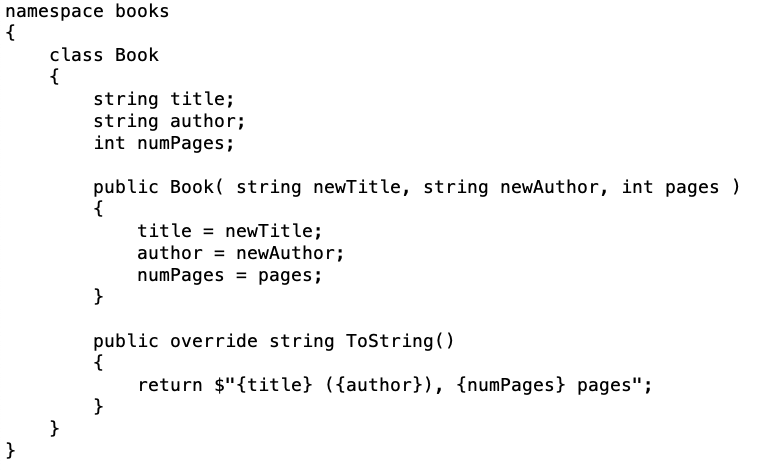 namespace books
{
    class Book
    {
        string title;
        string author;
        int numPages;

        public Book( string newTitle, string newAuthor, int pages )
        {
            title = newTitle;
            author = newAuthor;
            numPages = pages;
        }

        public override string ToString()
        {
            return $"{title} ({author}), {numPages} pages";
        }
    }
}